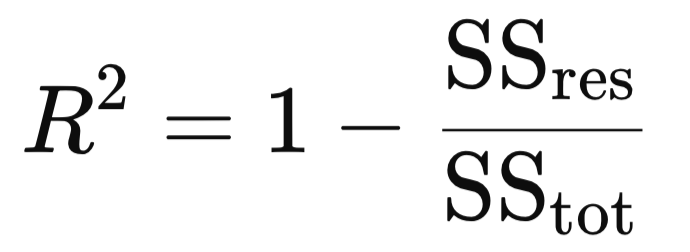 R² = 1 − SS_res / SS_tot